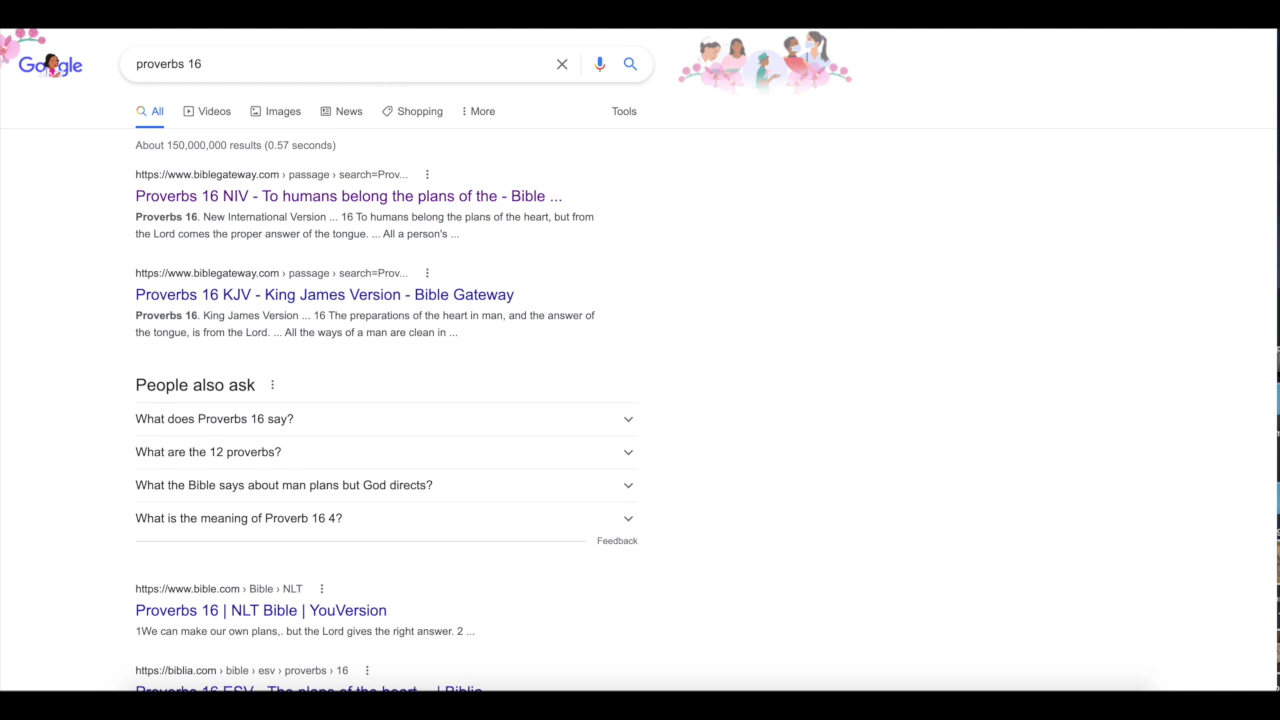 Google
proverbs 16
All Videos Images News Shopping More Tools
About 150,000,000 results (0.57 seconds)
https://www.biblegateway.com › passage › search=Prov...
Proverbs 16 NIV - To humans belong the plans of the - Bible ...
Proverbs 16. New International Version ... 16 To humans belong the plans of the heart, but from
the Lord comes the proper answer of the tongue. ... All a person's ...
https://www.biblegateway.com › passage › search=Prov...
Proverbs 16 KJV - King James Version - Bible Gateway
Proverbs 16. King James Version ... 16 The preparations of the heart in man, and the answer of
the tongue, is from the Lord. ... All the ways of a man are clean in ...
People also ask
What does Proverbs 16 say?
What are the 12 proverbs?
What the Bible says about man plans but God directs?
What is the meaning of Proverb 16 4?
Feedback
https://www.bible.com › Bible › NLT
Proverbs 16 | NLT Bible | YouVersion
1We can make our own plans,. but the Lord gives the right answer. 2 ...
https://biblia.com › bible › esv › proverbs › 16
Proverbs 16 ESV - The plans of the heart ... | Biblia